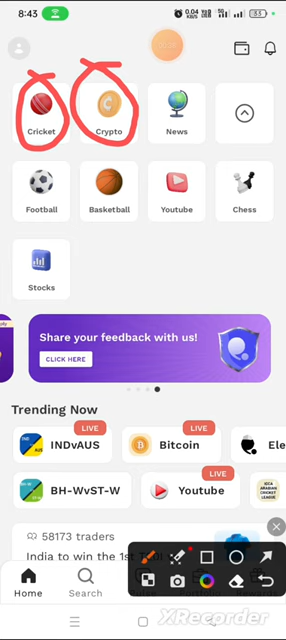 8:43
0.04
KB/S
55
Cricket
Crypto
News
Football
Basketball
Youtube
Chess
Stocks
Share your feedback with us!
CLICK HERE
Trending Now
LIVE
LIVE
INDvAUS
Bitcoin
Ele
LIVE
BH-WvST-W
Youtube
58173 traders
India to win the 1st T
Home
Search
XRecorder